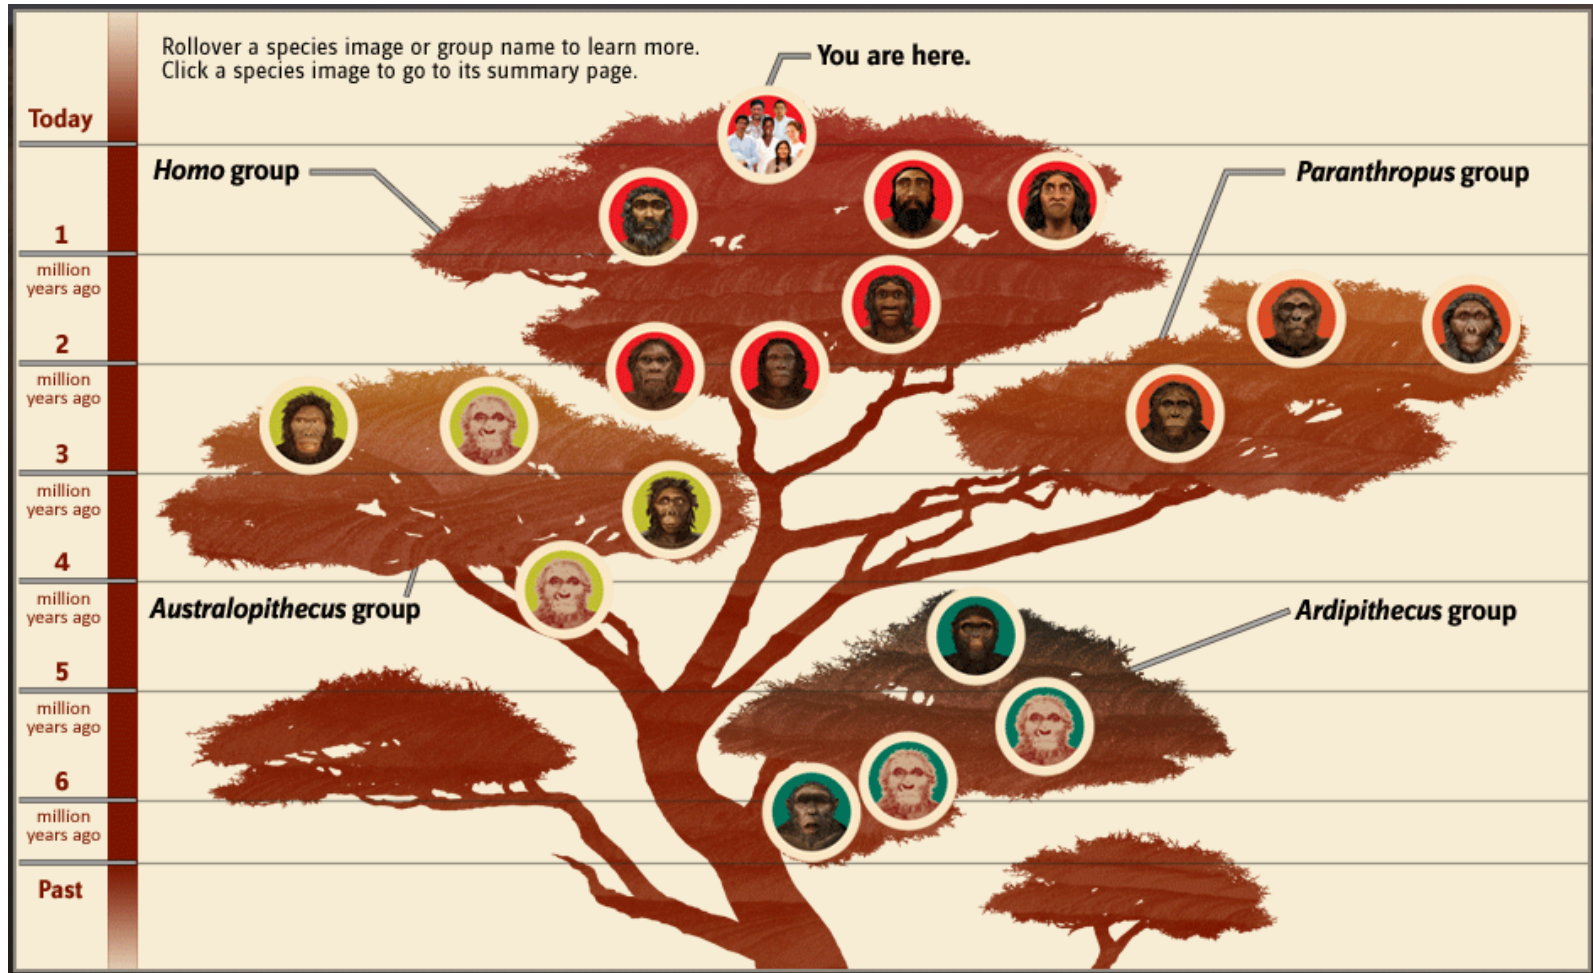 Rollover a species image or group name to learn more.
Click a species image to go to its summary page.
You are here.
Today
Homo group
Paranthropus group
1
million
years ago
2
million
years ago
3
million
years ago
4
million
years ago
Australopithecus group
Ardipithecus group
5
million
years ago
6
million
years ago
Past